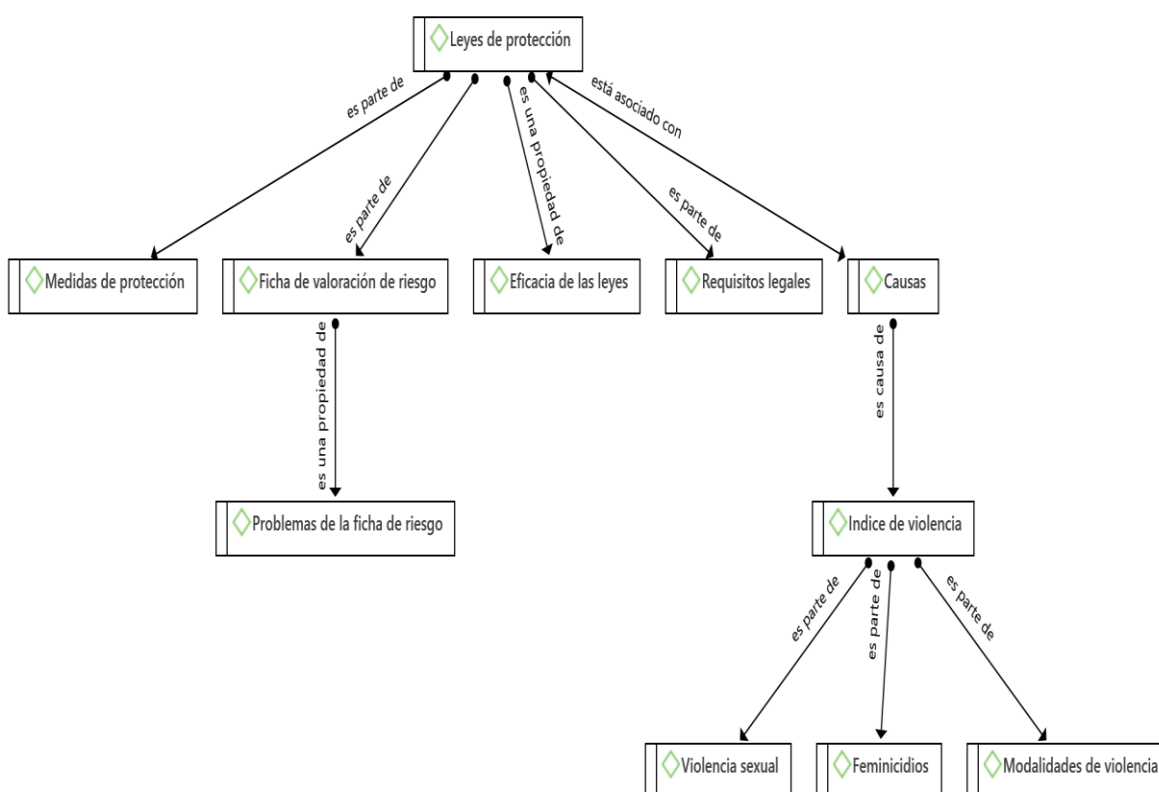 Leyes de protección
es parte de
es parte de
es una propiedad de
es parte de
está asociado con
Medidas de protección
Ficha de valoración de riesgo
Eficacia de las leyes
Requisitos legales
Causas
es una propiedad de
es causa de
Problemas de la ficha de riesgo
Indice de violencia
es parte de
es parte de
es parte de
Violencia sexual
Feminicidios
Modalidades de violencia